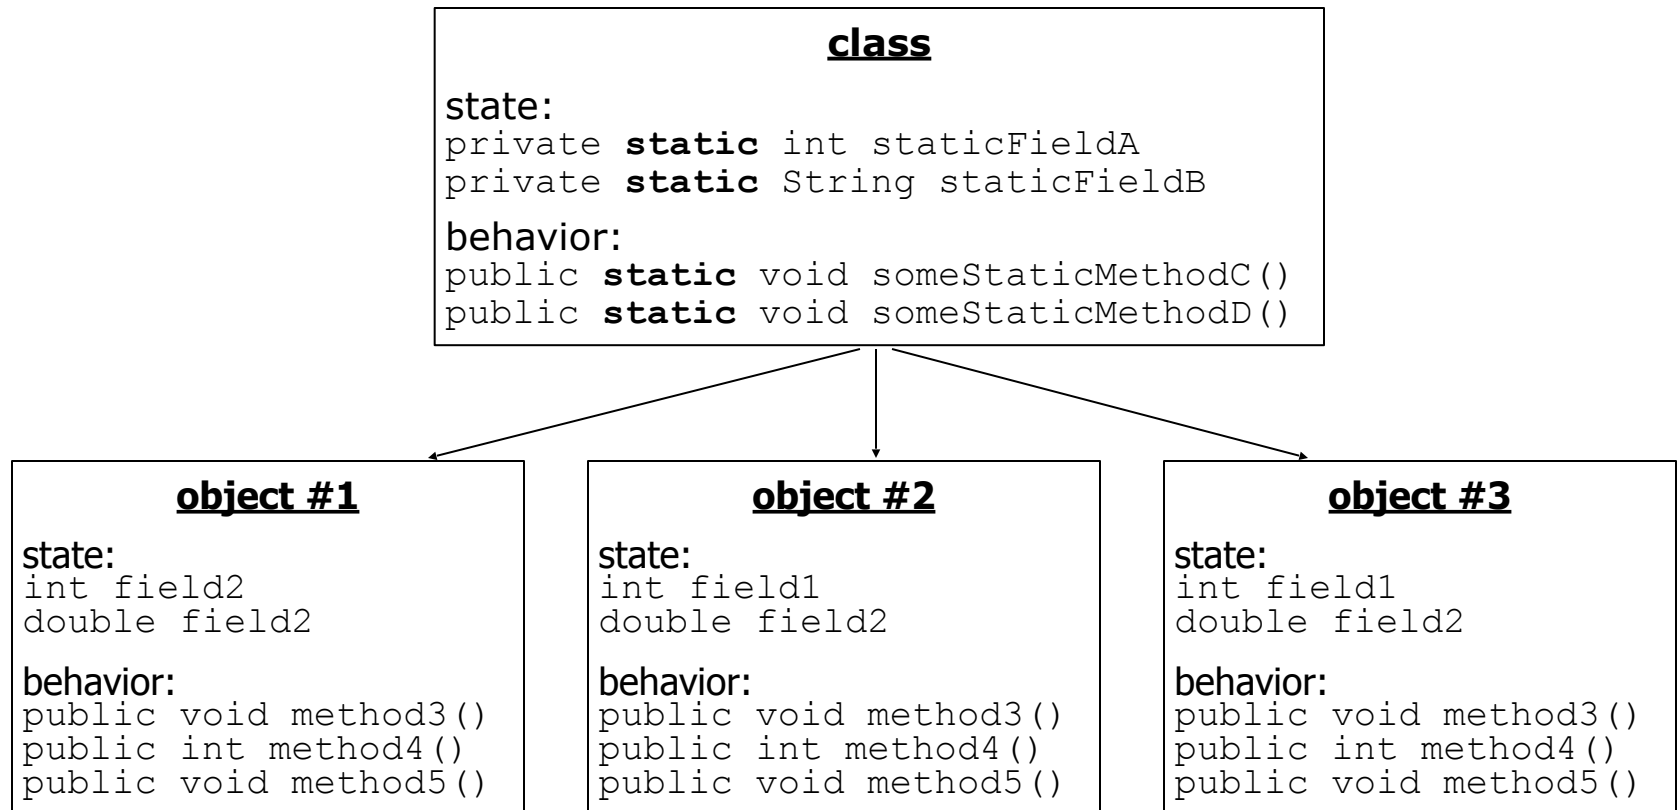 class
state:
private static int staticFieldA
private static String staticFieldB
behavior:
public static void someStaticMethodC()
public static void someStaticMethodD()
object #1
state:
int field2
double field2
behavior:
public void method3()
public int method4()
public void method5()
object #2
state:
int field1
double field2
behavior:
public void method3()
public int method4()
public void method5()
object #3
state:
int field1
double field2
behavior:
public void method3()
public int method4()
public void method5()